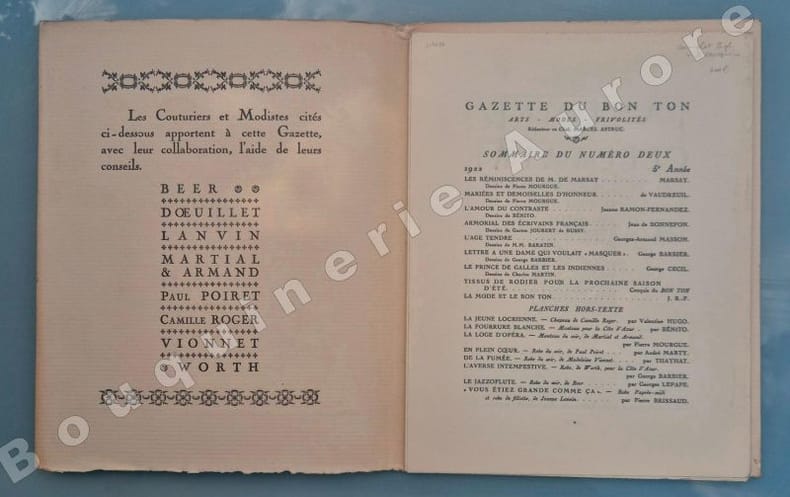 Les Couturiers et Modistes cités
ci-dessous apportent à cette Gazette,
avec leur collaboration, l'aide de leurs
conseils.
BEER
DŒUILLET
LANVIN
MARTIAL
& ARMAND
PAUL POIRET
CAMILLE ROGER
VIONNET
WORTH
GAZETTE DU BON TON
ARTS - MODES - FRIVOLITÉS
Rédacteur en Chef: MARCEL ASTRUC.
SOMMAIRE DU NUMÉRO DEUX
1922 5e Année
LES RÉMINISCENCES DE M. DE MARSAY MARSAY.
Dessins de Pierre MOURGUE.
MARIÉES ET DEMOISELLES D'HONNEUR de VAUDREUIL.
Dessins de Pierre MOURGUE.
L'AMOUR DU CONTRASTE Jeanne RAMON-FERNANDEZ.
Dessins de BÉNITO.
ARMORIAL DES ÉCRIVAINS FRANÇAIS Jean de BONNEFON.
Dessins de Gaston JOUBERT de BUSSY.
L'AGE TENDRE Georges-Armand MASSON.
Dessins de M.M. BARATIN.
LETTRE A UNE DAME QUI VOULAIT « MASQUER » George BARBIER.
Dessins de George BARBIER.
LE PRINCE DE GALLES ET LES INDIENNES George CECIL.
Dessins de Charles MARTIN.
TISSUS DE RODIER POUR LA PROCHAINE SAISON
D'ÉTÉ Croquis du BON TON
LA MODE ET LE BON TON J. R.-F.
PLANCHES HORS-TEXTE
LA JEUNE LOCRIENNE. — Chapeau de Camille Roger. par Valentine HUGO.
LA FOURRURE BLANCHE. — Manteau pour la Côte d'Azur. par BÉNITO.
LA LOGE D'OPÉRA. — Manteau du soir, de Martial et Armand.
par Pierre MOURGUE.
EN PLEIN CŒUR. — Robe du soir, de Paul Poiret. par André MARTY.
DE LA FUMÉE. — Robe du soir, de Madeleine Vionnet. par THAYHAT.
L'AVERSE INTEMPESTIVE. — Robe, de Worth, pour la Côte d'Azur.
par George BARBIER.
LE JAZZOFLUTE. — Robe du soir, de Beer. par Georges LEPAPE.
« VOUS ÉTIEZ GRANDE COMME ÇA ». — Robe d'après-midi
et robe de fillette, de Jeanne Lanvin. par Pierre BRISSAUD.
Bouquinerie Aurore